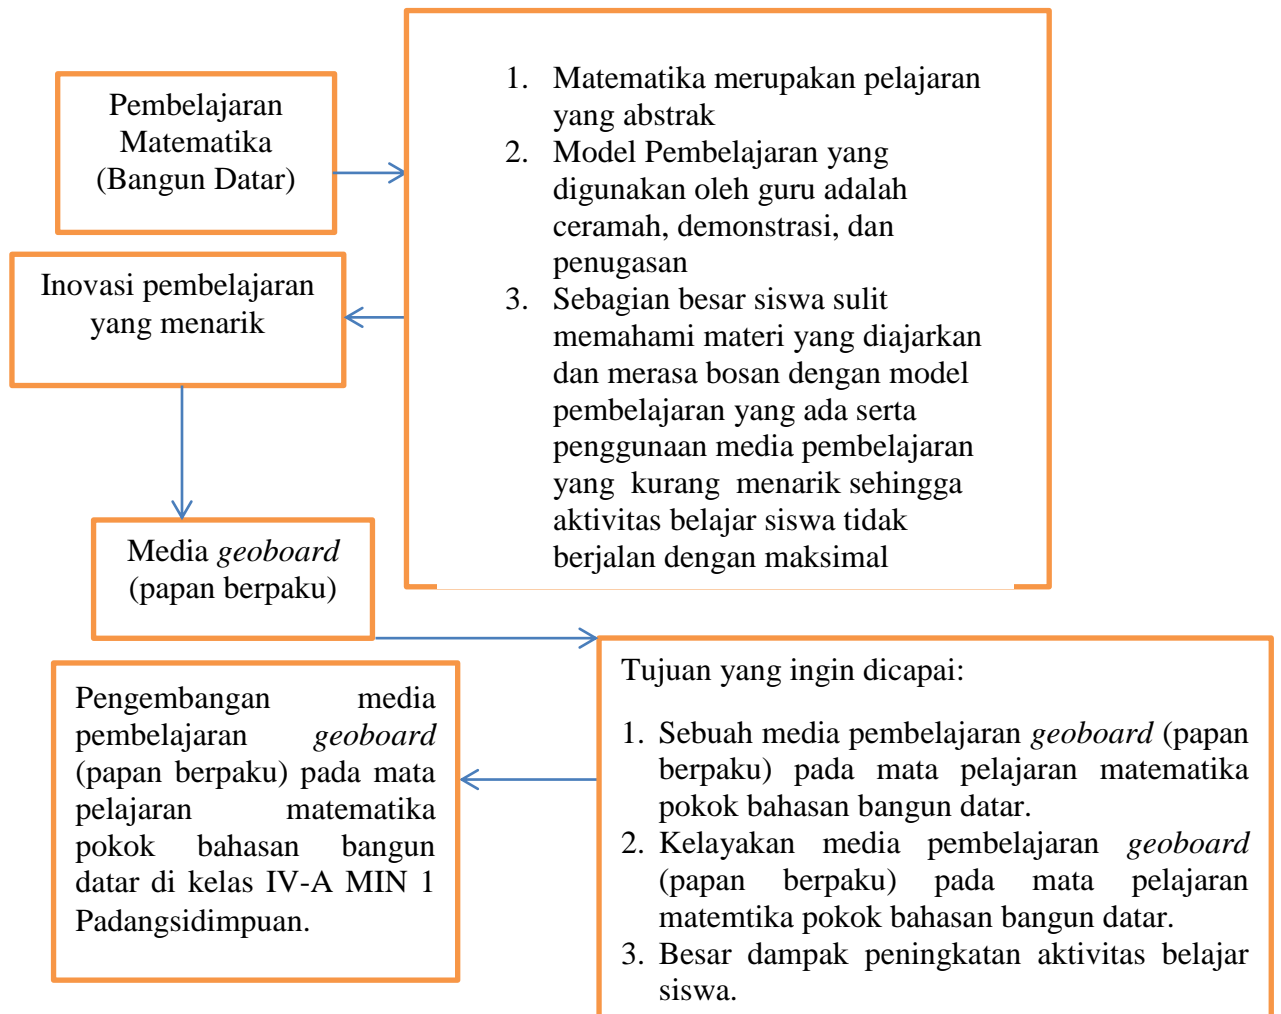 Pembelajaran
Matematika
(Bangun Datar)
1. Matematika merupakan pelajaran
yang abstrak
2. Model Pembelajaran yang
digunakan oleh guru adalah
ceramah, demonstrasi, dan
penugasan
3. Sebagian besar siswa sulit
memahami materi yang diajarkan
dan merasa bosan dengan model
pembelajaran yang ada serta
penggunaan media pembelajaran
yang kurang menarik sehingga
aktivitas belajar siswa tidak
berjalan dengan maksimal
Inovasi pembelajaran
yang menarik
Media geoboard
(papan berpaku)
Tujuan yang ingin dicapai:
1. Sebuah media pembelajaran geoboard (papan
berpaku) pada mata pelajaran matematika
pokok bahasan bangun datar.
2. Kelayakan media pembelajaran geoboard
(papan berpaku) pada mata pelajaran
matemtika pokok bahasan bangun datar.
3. Besar dampak peningkatan aktivitas belajar
siswa.
Pengembangan media
pembelajaran geoboard
(papan berpaku) pada mata
pelajaran matematika
pokok bahasan bangun
datar di kelas IV-A MIN 1
Padangsidimpuan.